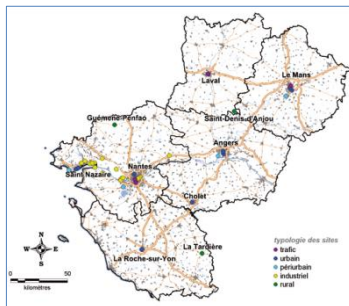 Laval
Le Mans
Guémené-Penfao
Saint-Denis-d'Anjou
Angers
Saint Nazaire
Nantes
Cholet
La Tardière
La Roche-sur-Yon
N
W E
S
0 50
kilomètres
typologie des sites
trafic
urbain
périurbain
industriel
rural